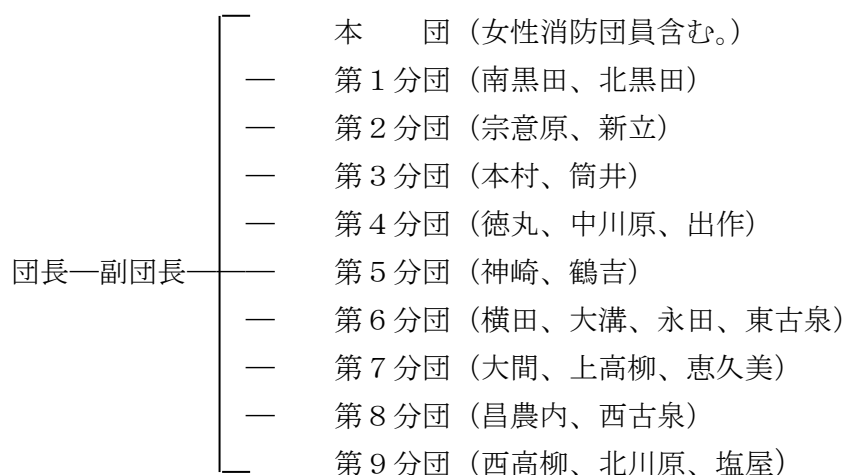 本　　団（女性消防団員含む。）
第１分団（南黒田、北黒田）
第２分団（宗意原、新立）
第３分団（本村、筒井）
第４分団（徳丸、中川原、出作）
団長―副団長　第５分団（神崎、鶴吉）
第６分団（横田、大溝、永田、東古泉）
第７分団（大間、上高柳、恵久美）
第８分団（昌農内、西古泉）
第９分団（西高柳、北川原、塩屋）